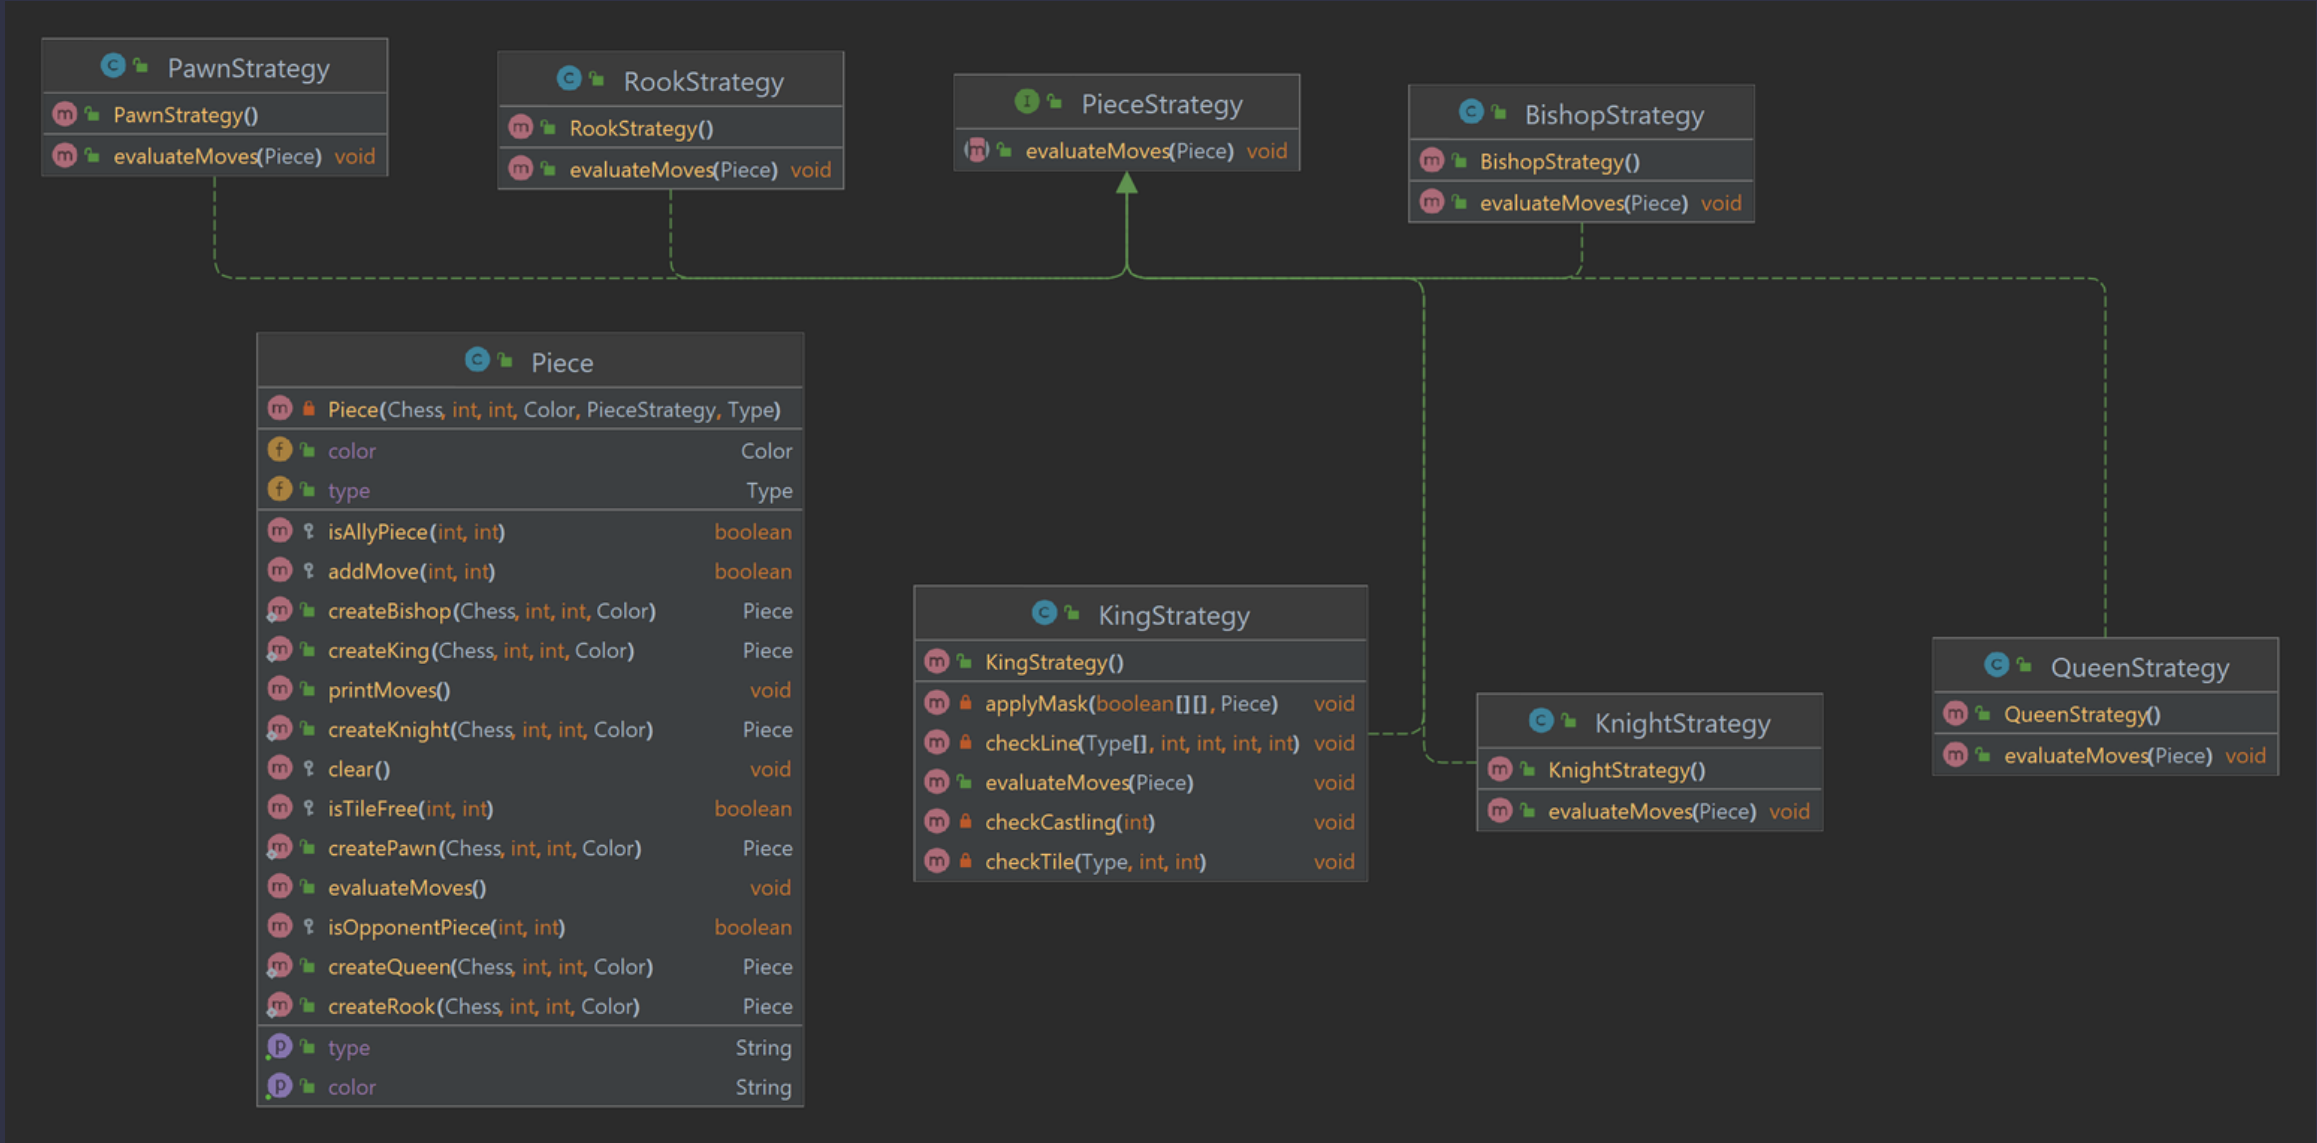 PawnStrategy
PawnStrategy()
evaluateMoves(Piece) void
RookStrategy
RookStrategy()
evaluateMoves(Piece) void
PieceStrategy
evaluateMoves(Piece) void
BishopStrategy
BishopStrategy()
evaluateMoves(Piece) void
Piece
Piece(Chess, int, int, Color, PieceStrategy, Type)
color Color
type Type
isAllyPiece(int, int) boolean
addMove(int, int) boolean
createBishop(Chess, int, int, Color) Piece
createKing(Chess, int, int, Color) Piece
printMoves() void
createKnight(Chess, int, int, Color) Piece
clear() void
isTileFree(int, int) boolean
createPawn(Chess, int, int, Color) Piece
evaluateMoves() void
isOpponentPiece(int, int) boolean
createQueen(Chess, int, int, Color) Piece
createRook(Chess, int, int, Color) Piece
type String
color String
KingStrategy
KingStrategy()
applyMask(boolean[][], Piece) void
checkLine(Type[], int, int, int, int) void
evaluateMoves(Piece) void
checkCastling(int) void
checkTile(Type, int, int) void
KnightStrategy
KnightStrategy()
evaluateMoves(Piece) void
QueenStrategy
QueenStrategy()
evaluateMoves(Piece) void